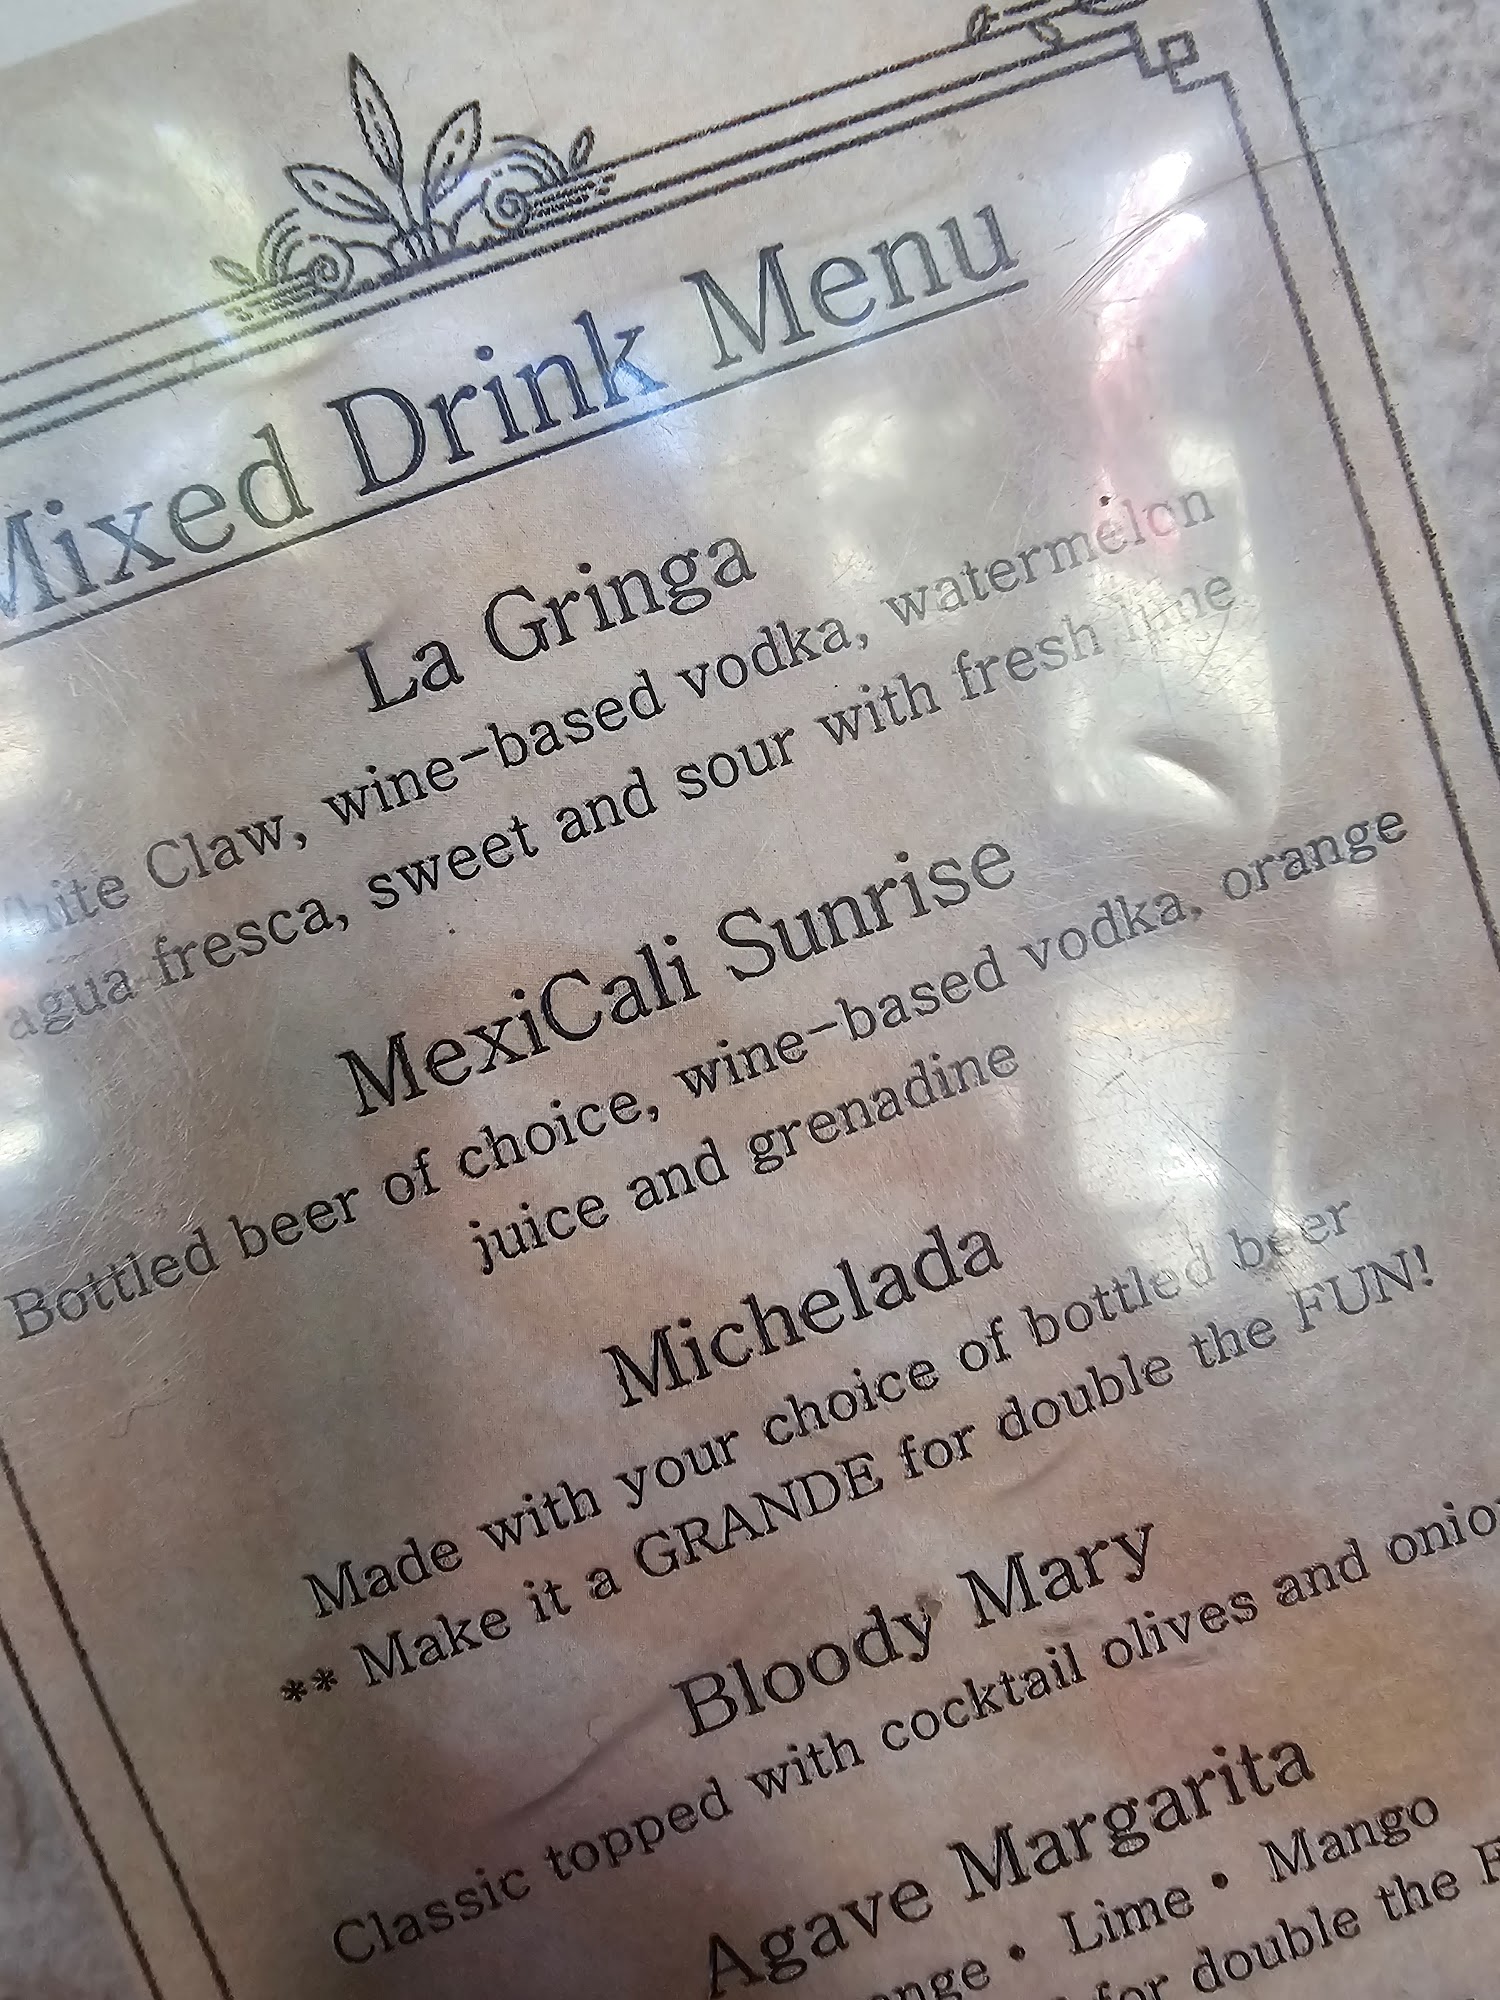 Mixed Drink Menu
La Gringa
White Claw, wine-based vodka, watermelon
agua fresca, sweet and sour with fresh lime
MexiCali Sunrise
Bottled beer of choice, wine-based vodka, orange
juice and grenadine
Michelada
Made with your choice of bottled beer
** Make it a GRANDE for double the FUN!
Bloody Mary
Classic topped with cocktail olives and
Agave Margarita
• Lime • Mango
for double the